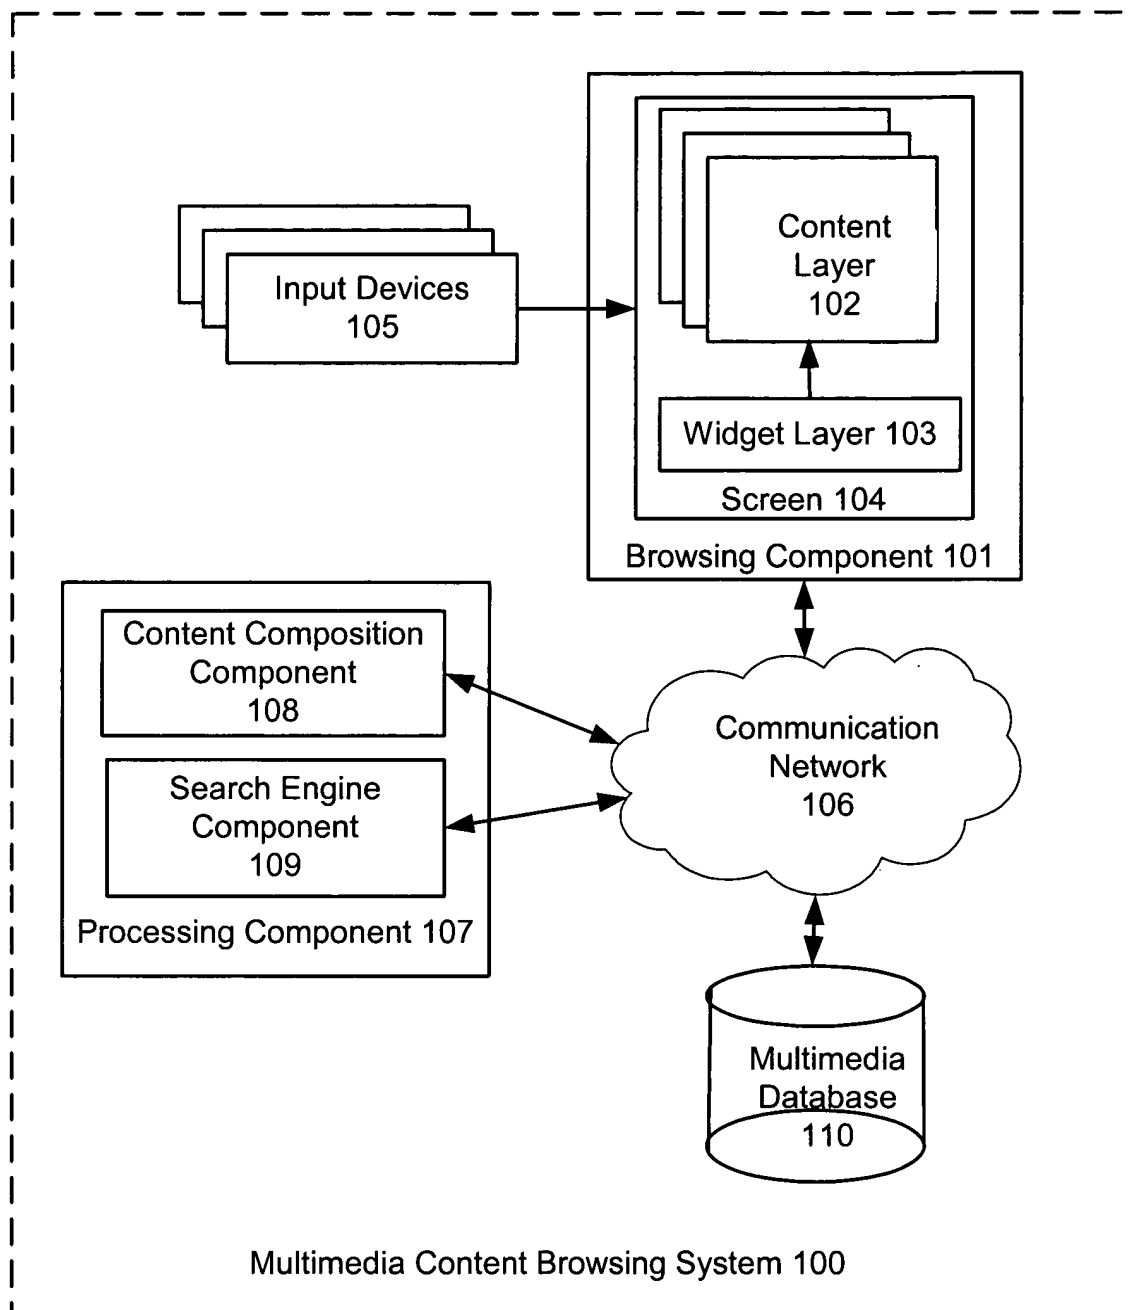 Content
Layer
102
Input Devices
105
Widget Layer 103
Screen 104
Browsing Component 101
Content Composition
Component
108
Search Engine
Component
109
Processing Component 107
Communication
Network
106
Multimedia
Database
110
Multimedia Content Browsing System 100